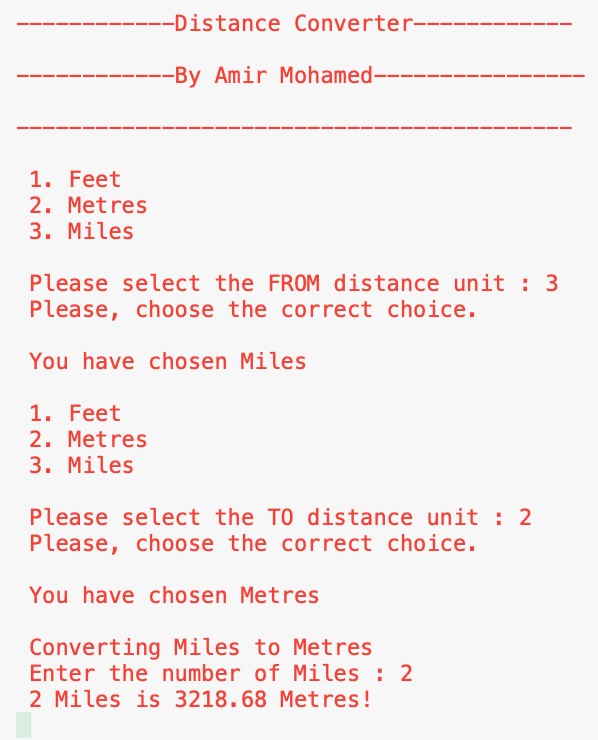 ------------Distance Converter------------
------------By Amir Mohamed----------------
------------------------------------------
1. Feet
2. Metres
3. Miles
Please select the FROM distance unit : 3
Please, choose the correct choice.
You have chosen Miles
1. Feet
2. Metres
3. Miles
Please select the TO distance unit : 2
Please, choose the correct choice.
You have chosen Metres
Converting Miles to Metres
Enter the number of Miles : 2
2 Miles is 3218.68 Metres!